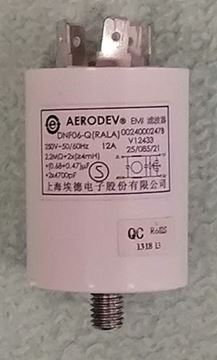 AERODEV® EMI 滤波器
DNF06-Q(RALA) 00240002478
250V~50/60Hz 12A V12433
2.2MΩ+2x(≥4mH) 25/085/21
+(0.68+0.47)μF
+2x4700pF S
上海埃德电子股份有限公司
QC RoHS
1318 13